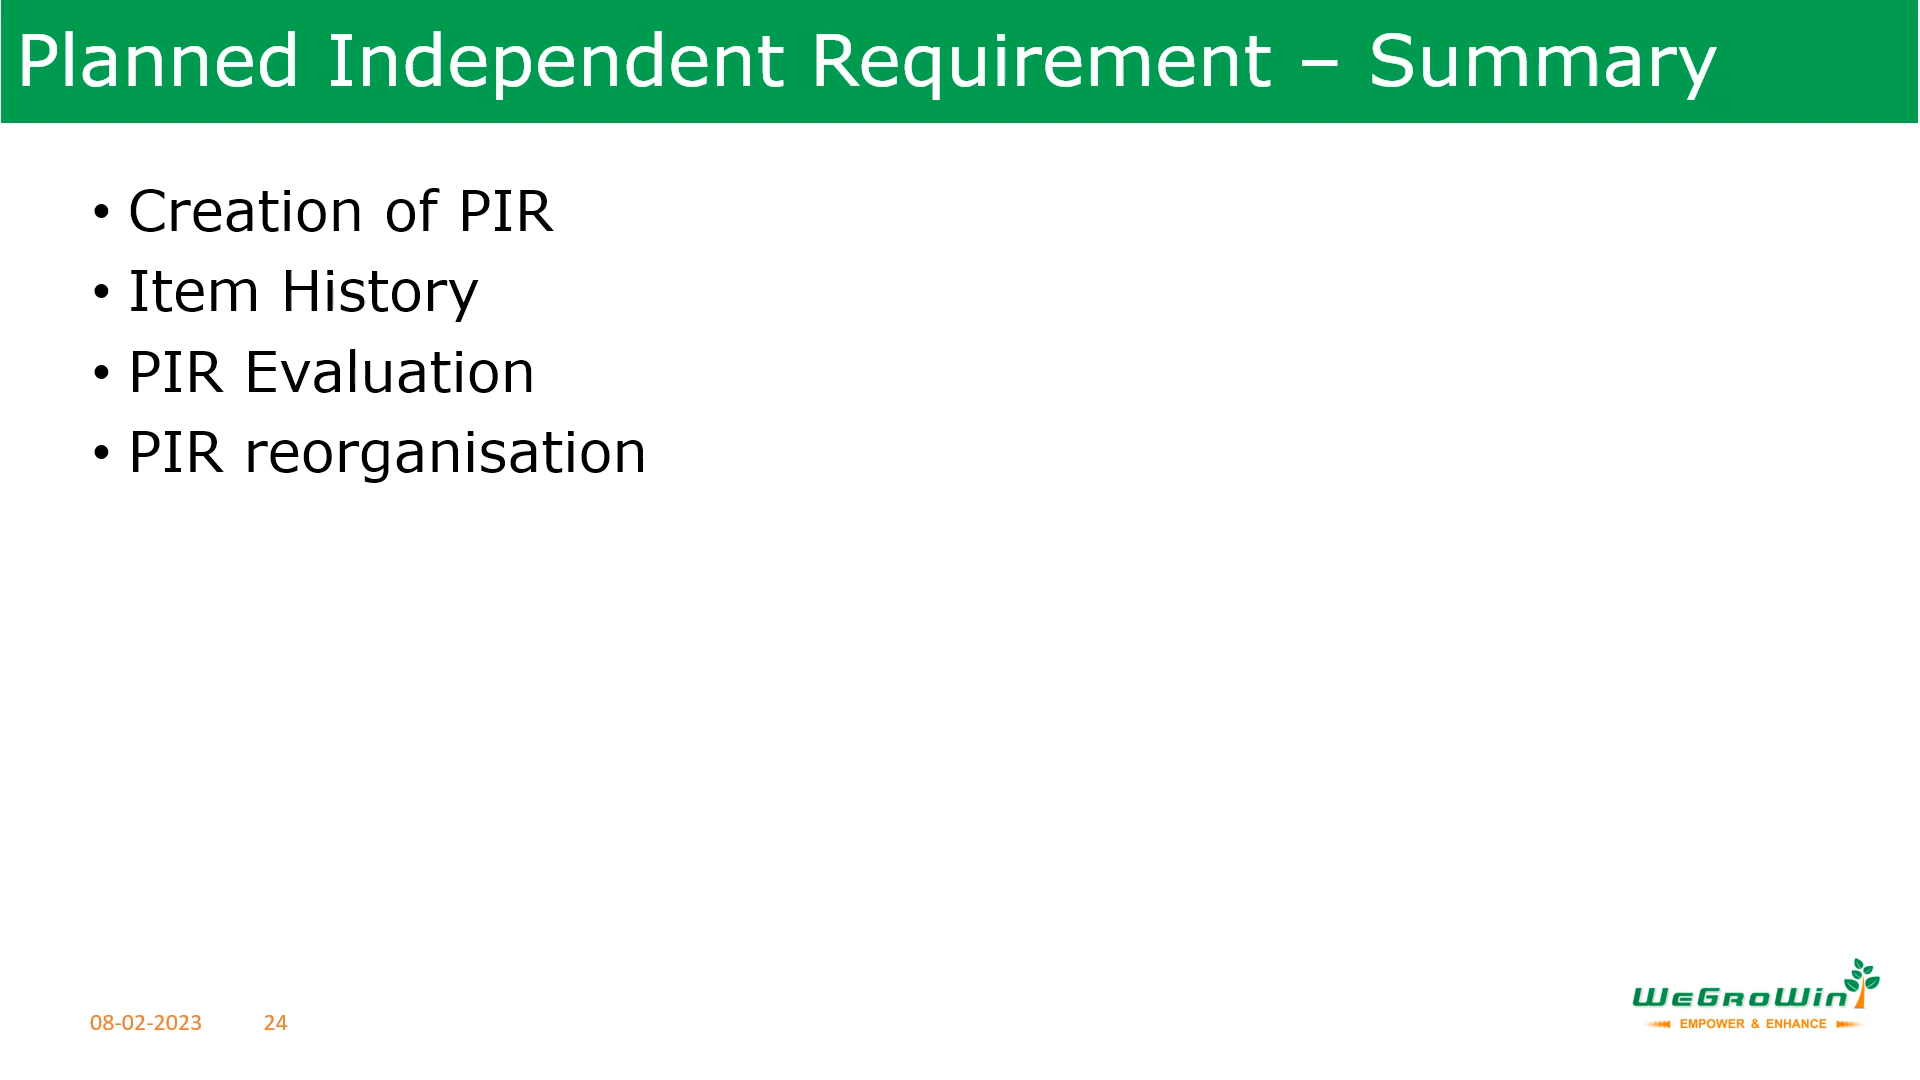 Planned Independent Requirement – Summary
• Creation of PIR
• Item History
• PIR Evaluation
• PIR reorganisation
08-02-2023 24
WeGroWin
EMPOWER & ENHANCE